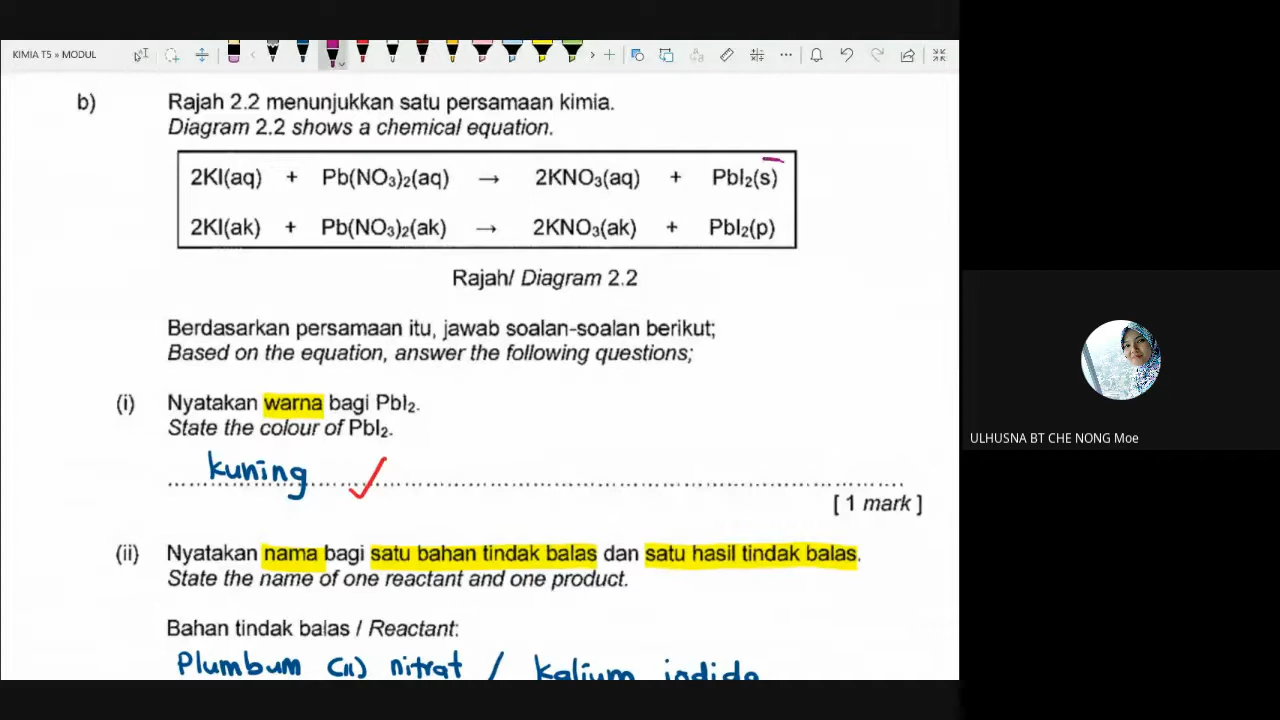 KIMIA T5 » MODUL
b) Rajah 2.2 menunjukkan satu persamaan kimia.
Diagram 2.2 shows a chemical equation.
2KI(aq) + Pb(NO₃)₂(aq) → 2KNO₃(aq) + PbI₂(s)
2KI(ak) + Pb(NO₃)₂(ak) → 2KNO₃(ak) + PbI₂(p)
Rajah/ Diagram 2.2
Berdasarkan persamaan itu, jawab soalan-soalan berikut;
Based on the equation, answer the following questions;
(i) Nyatakan warna bagi PbI₂.
State the colour of PbI₂.
kuning
[ 1 mark ]
(ii) Nyatakan nama bagi satu bahan tindak balas dan satu hasil tindak balas.
State the name of one reactant and one product.
Bahan tindak balas / Reactant:
Plumbum (II) nitrat / kalium iodida
ULHUSNA BT CHE NONG Moe